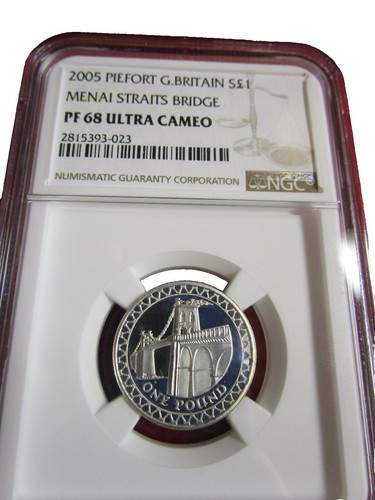 2005 PIEFORT G.BRITAIN S£1
MENAI STRAITS BRIDGE
PF 68 ULTRA CAMEO
2815393-023
NUMISMATIC GUARANTY CORPORATION
NGC
ONE POUND